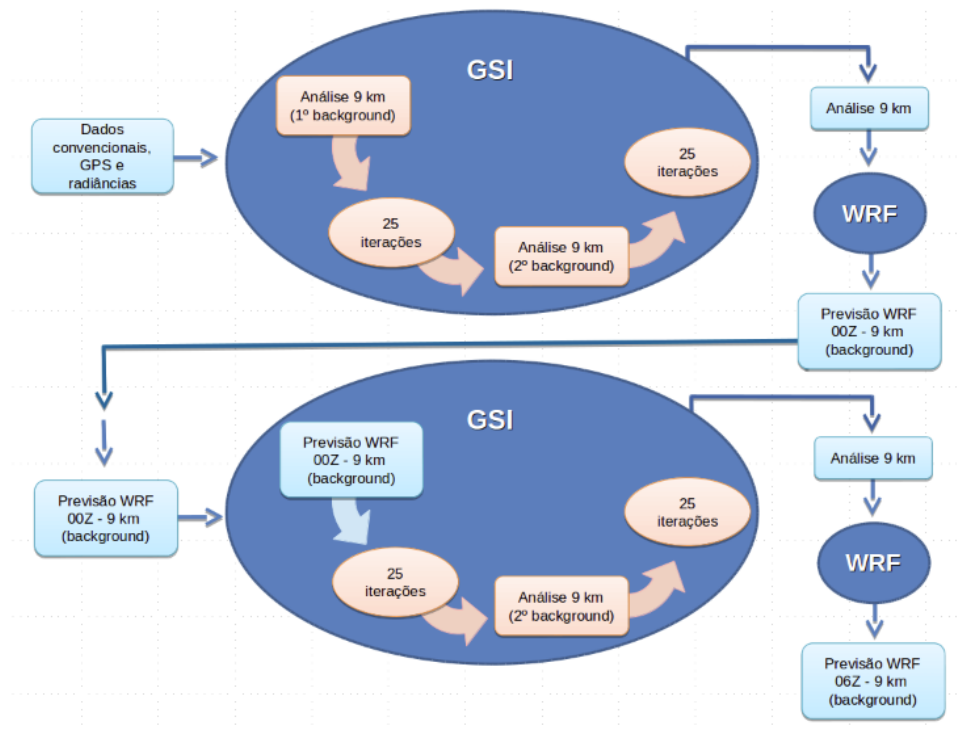 GSI
Análise 9 km
(1º background)
Dados
convencionais,
GPS e
radiâncias
25
iterações
Análise 9 km
(2º background)
25
iterações
Análise 9 km
WRF
Previsão WRF
00Z - 9 km
(background)
GSI
Previsão WRF
00Z - 9 km
(background)
Previsão WRF
00Z - 9 km
(background)
25
iterações
Análise 9 km
(2º background)
25
iterações
Análise 9 km
WRF
Previsão WRF
06Z - 9 km
(background)